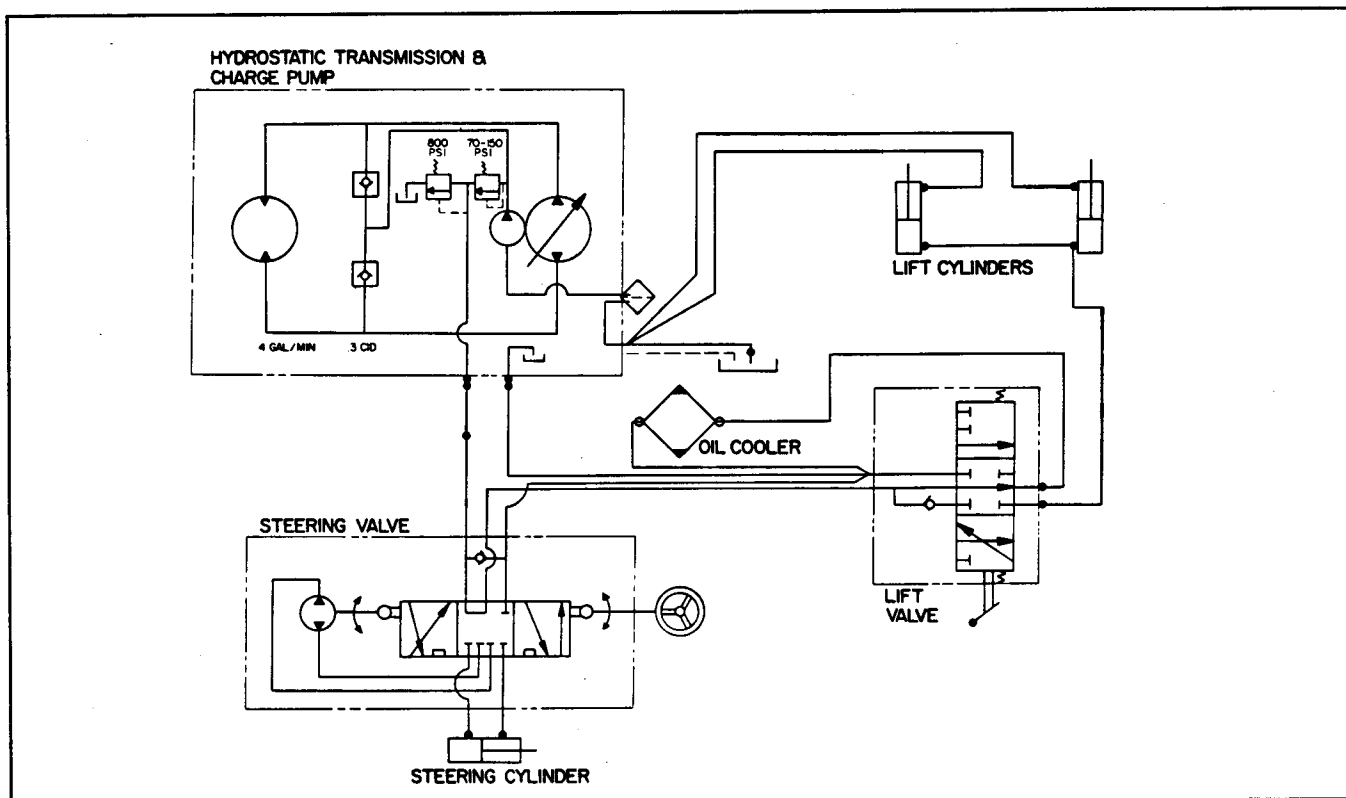 HYDROSTATIC TRANSMISSION &
CHARGE PUMP
800
PSI
70-150
PSI
4 GAL/MIN
.3 CID
LIFT CYLINDERS
OIL COOLER
STEERING VALVE
LIFT
VALVE
STEERING CYLINDER